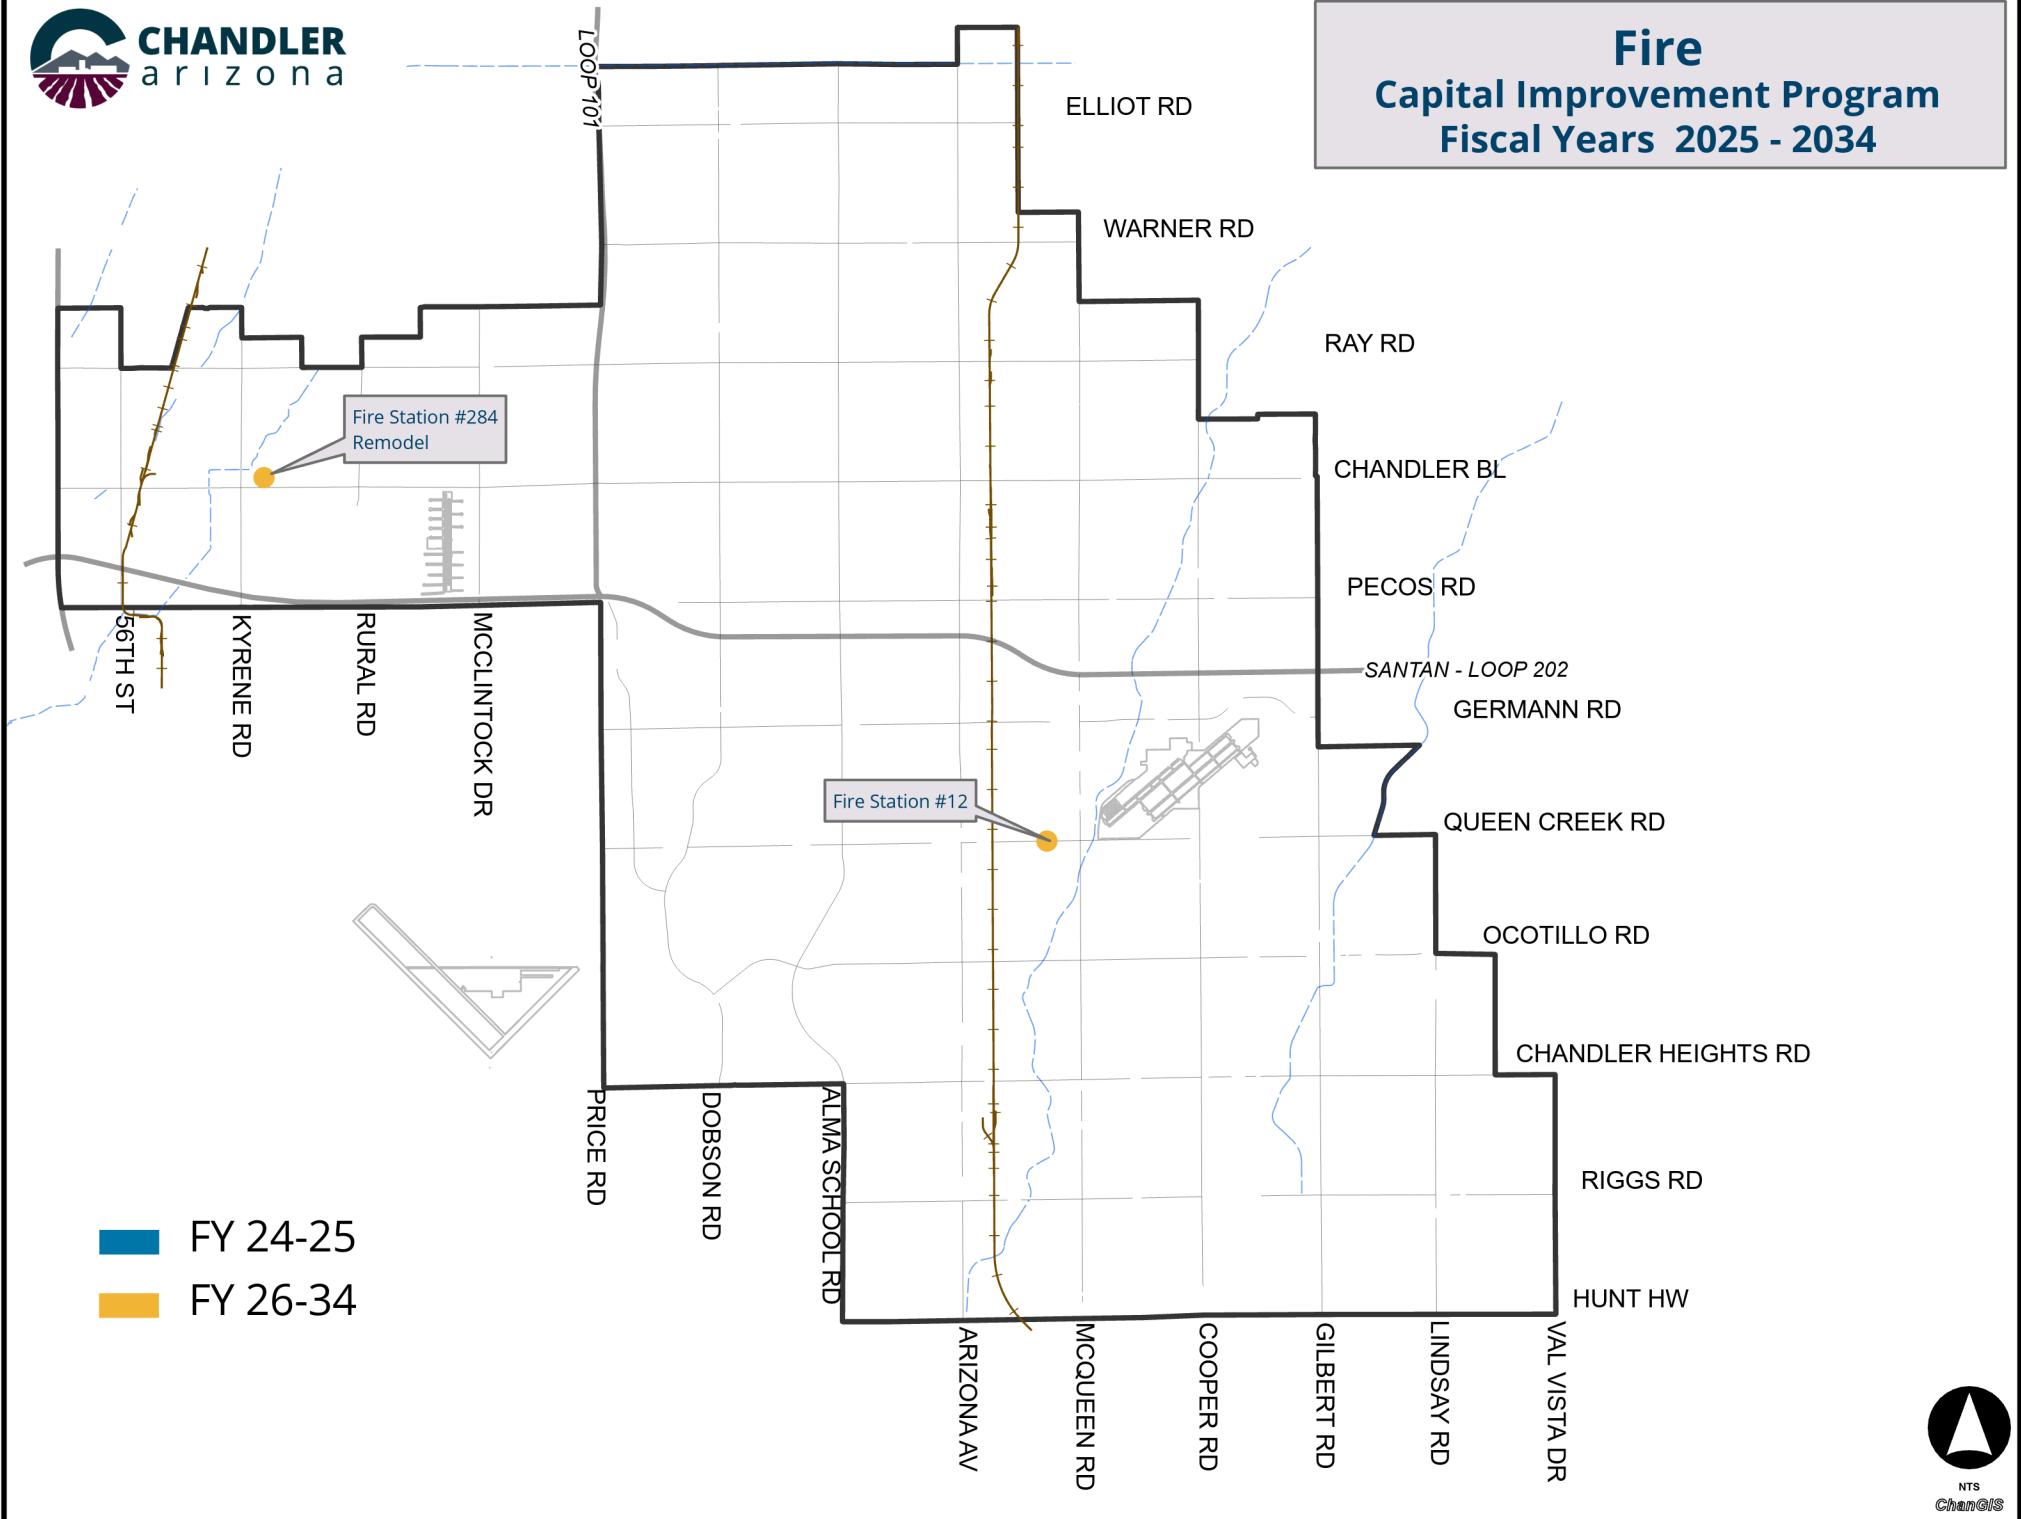 CHANDLER
arizona
Fire
Capital Improvement Program
Fiscal Years 2025 - 2034
LOOP 101
ELLIOT RD
WARNER RD
RAY RD
Fire Station #284
Remodel
CHANDLER BL
PECOS RD
56TH ST
KYRENE RD
RURAL RD
MCCLINTOCK DR
SANTAN - LOOP 202
GERMANN RD
Fire Station #12
QUEEN CREEK RD
OCOTILLO RD
CHANDLER HEIGHTS RD
PRICE RD
DOBSON RD
ALMA SCHOOL RD
RIGGS RD
FY 24-25
FY 26-34
HUNT HW
ARIZONA AV
MCQUEEN RD
COOPER RD
GILBERT RD
LINDSAY RD
VAL VISTA DR
NTS
ChanGIS